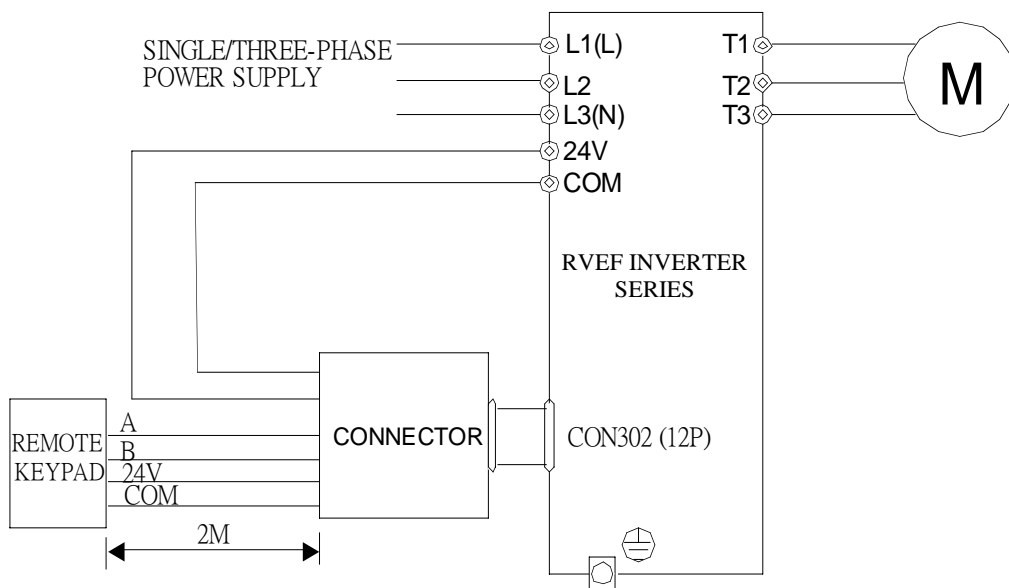 SINGLE/THREE-PHASE
POWER SUPPLY
L1(L)
L2
L3(N)
24V
COM
T1
T2
T3
M
RVEF INVERTER
SERIES
REMOTE
KEYPAD
A
B
24V
COM
2M
CONNECTOR
CON302 (12P)